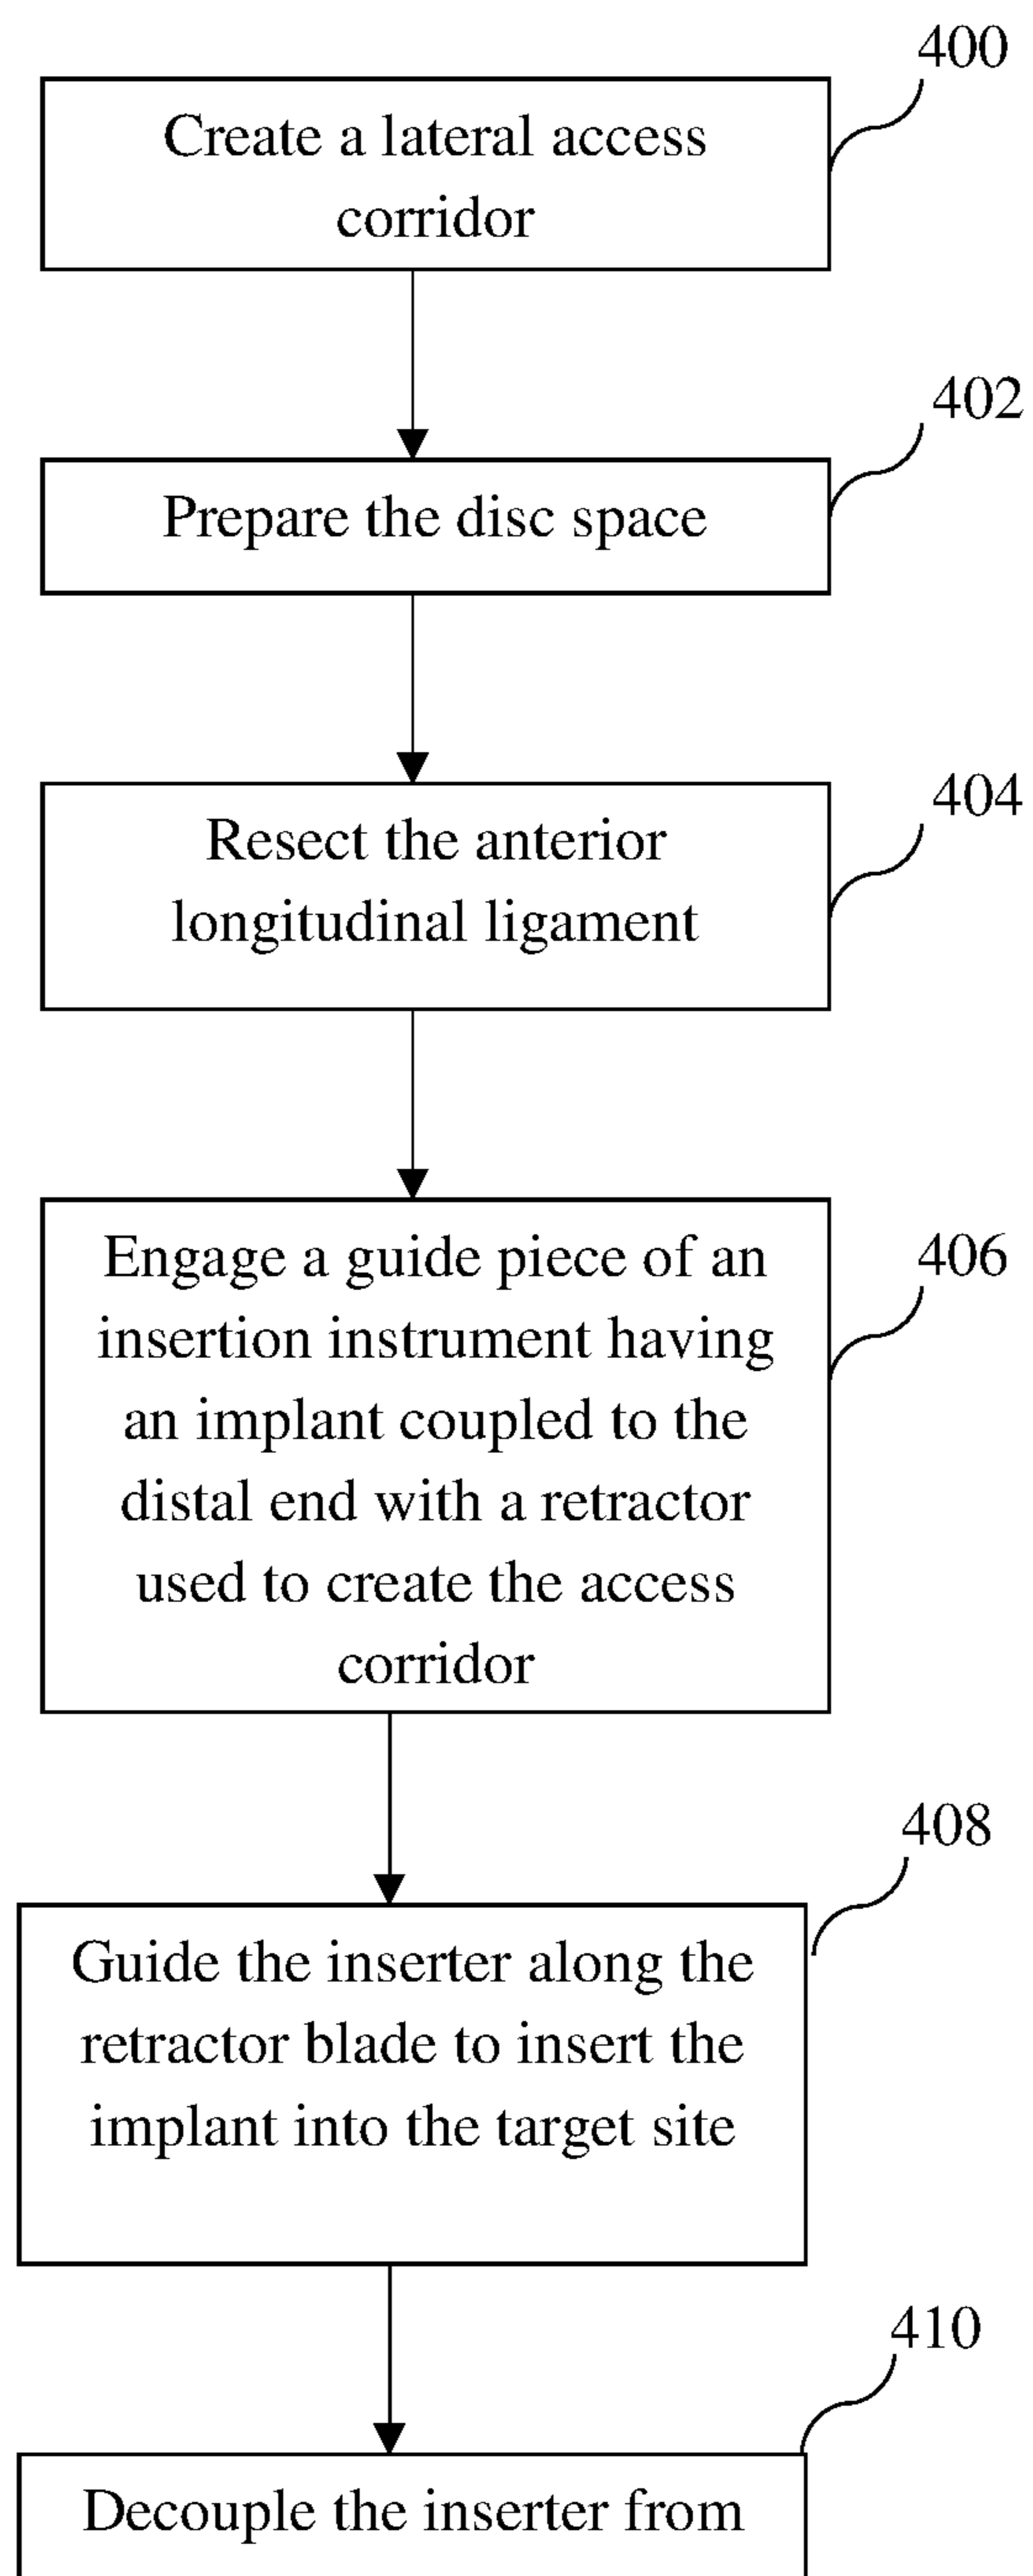 400
Create a lateral access
corridor
402
Prepare the disc space
404
Resect the anterior
longitudinal ligament
406
Engage a guide piece of an
insertion instrument having
an implant coupled to the
distal end with a retractor
used to create the access
corridor
408
Guide the inserter along the
retractor blade to insert the
implant into the target site
410
Decouple the inserter from